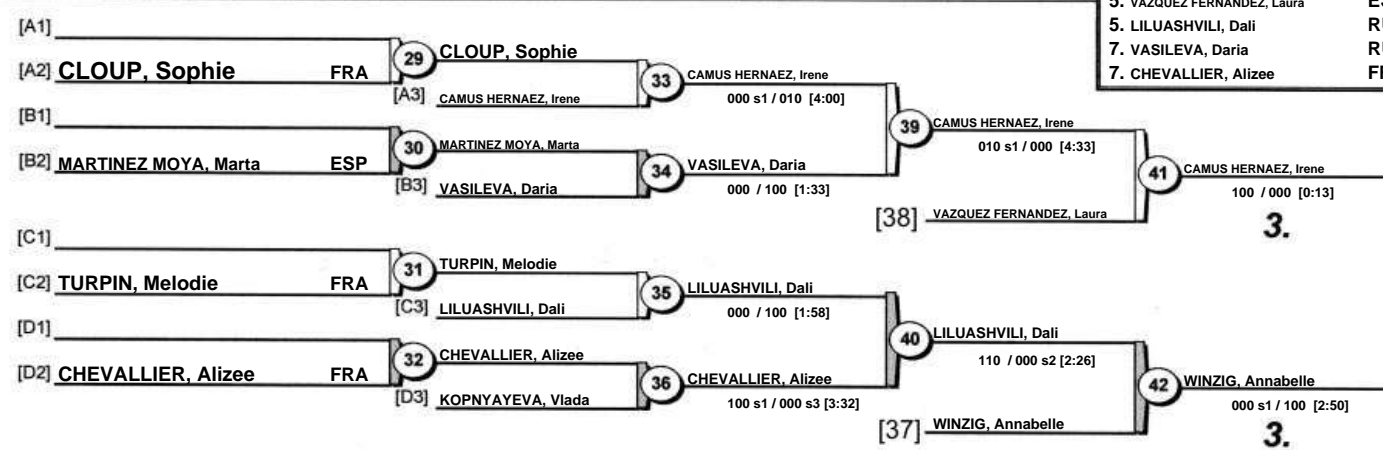 5. VAZQUEZ FERNANDEZ, Laura
5. LILUASHVILI, Dali
7. VASILEVA, Daria
7. CHEVALLIER, Alizee
[A1]
[A2] CLOUP, Sophie FRA
29
CLOUP, Sophie
[A3] CAMUS HERNAEZ, Irene
33
CAMUS HERNAEZ, Irene
000 s1 / 010 [4:00]
[B1]
[B2] MARTINEZ MOYA, Marta ESP
30
MARTINEZ MOYA, Marta
[B3] VASILEVA, Daria
34
VASILEVA, Daria
000 / 100 [1:33]
39
CAMUS HERNAEZ, Irene
010 s1 / 000 [4:33]
[38] VAZQUEZ FERNANDEZ, Laura
41
CAMUS HERNAEZ, Irene
100 / 000 [0:13]
3.
[C1]
[C2] TURPIN, Melodie FRA
31
TURPIN, Melodie
[C3] LILUASHVILI, Dali
35
LILUASHVILI, Dali
000 / 100 [1:58]
[D1]
[D2] CHEVALLIER, Alizee FRA
32
CHEVALLIER, Alizee
[D3] KOPNYAYEVA, Vlada
36
CHEVALLIER, Alizee
100 s1 / 000 s3 [3:32]
40
LILUASHVILI, Dali
110 / 000 s2 [2:26]
[37] WINZIG, Annabelle
42
WINZIG, Annabelle
000 s1 / 100 [2:50]
3.